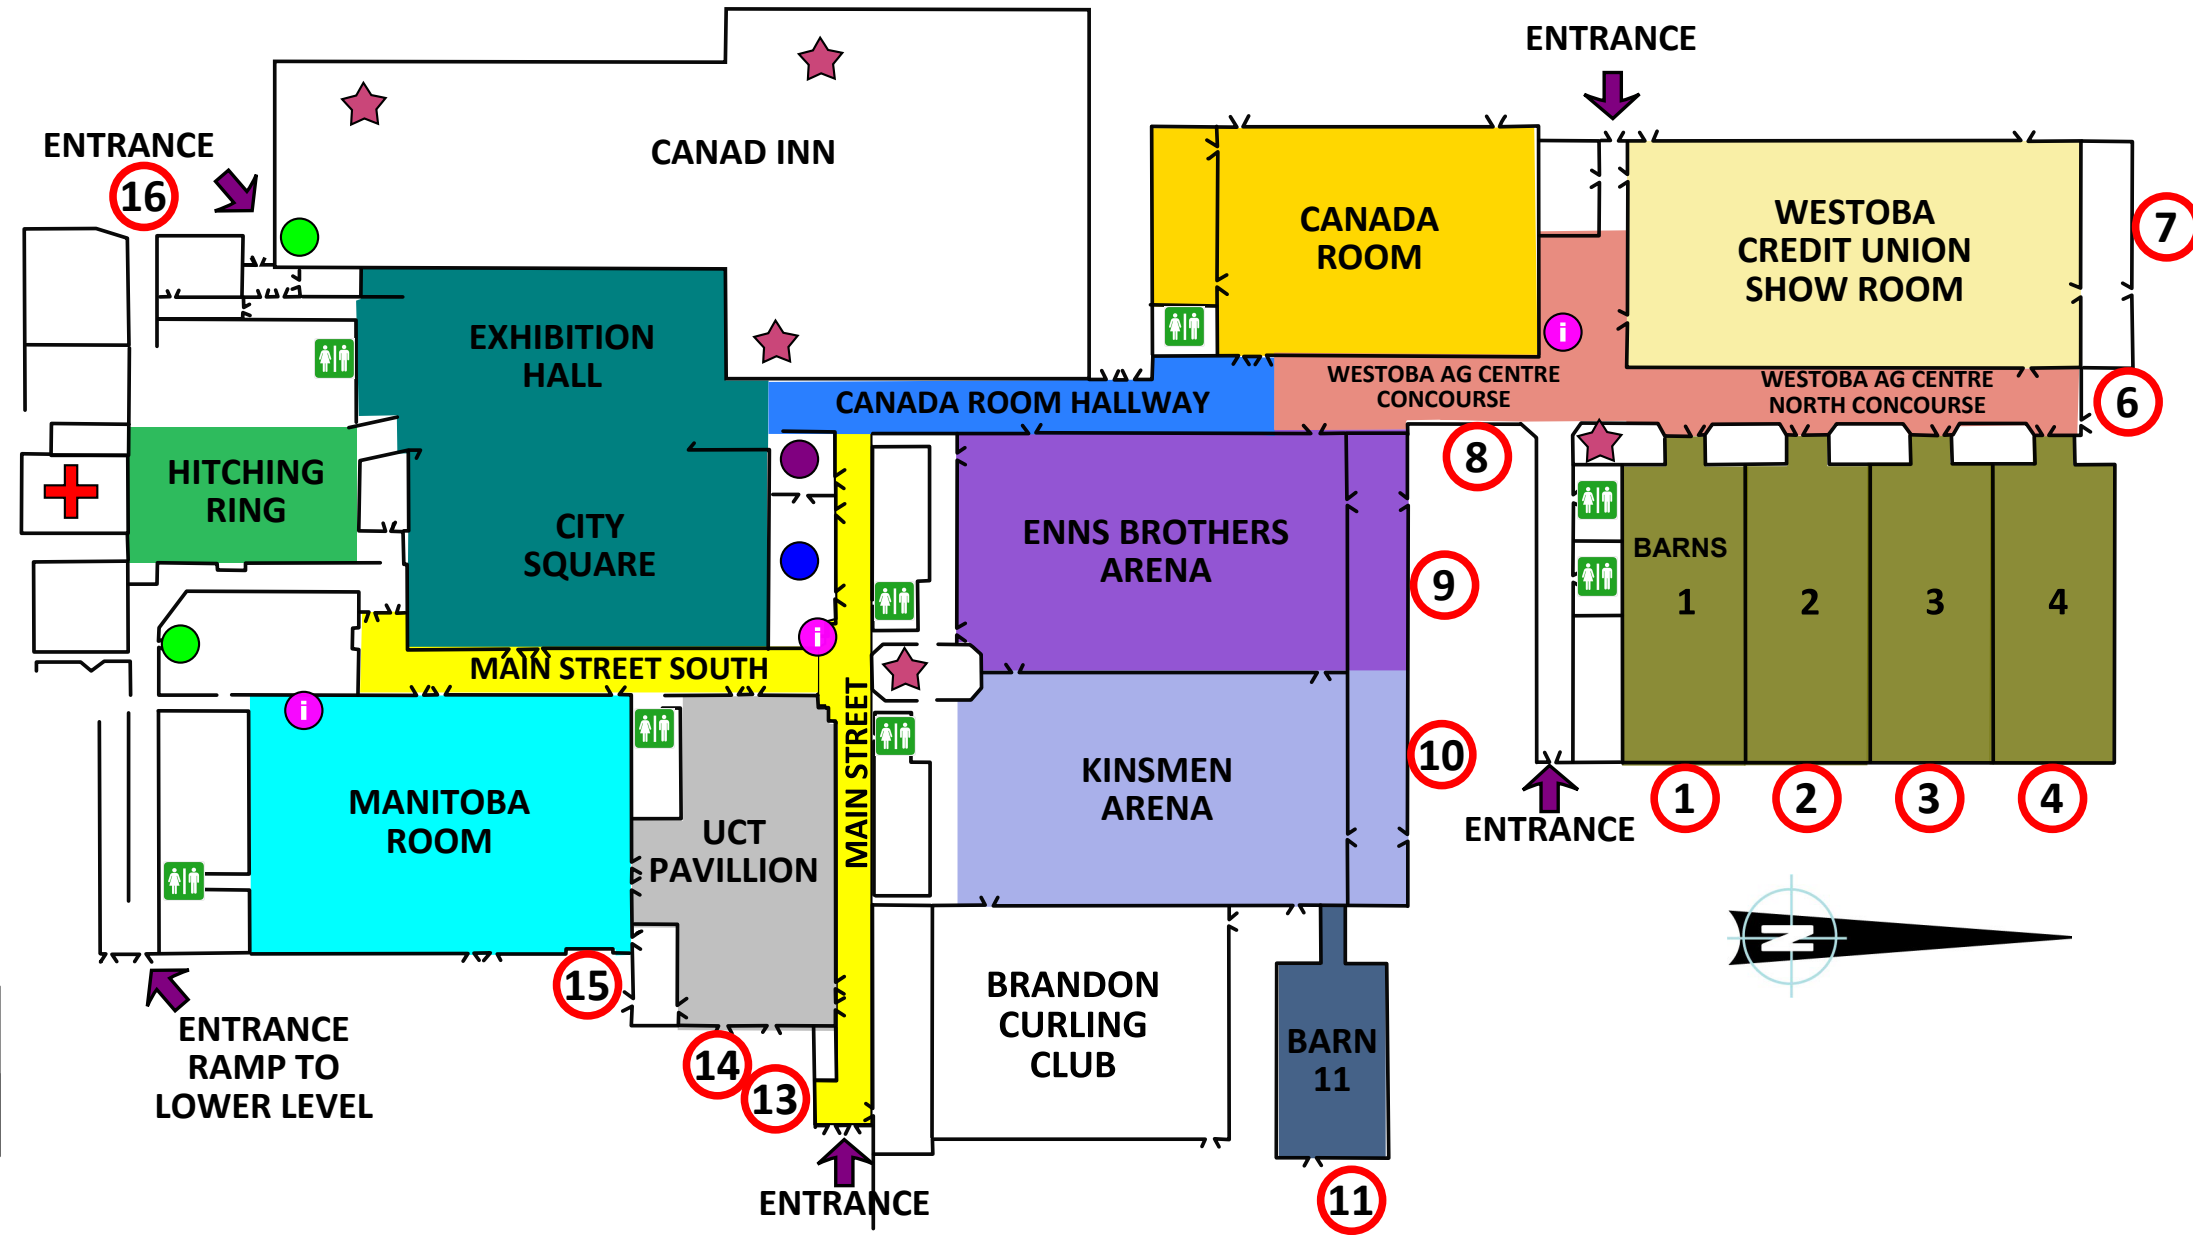 ENTRANCE
ENTRANCE
16
CANAD INN
CANADA
ROOM
WESTOBA
CREDIT UNION
SHOW ROOM
7
EXHIBITION
HALL
i
CANADA ROOM HALLWAY
WESTOBA AG CENTRE
CONCOURSE
WESTOBA AG CENTRE
NORTH CONCOURSE
6
HITCHING
RING
CITY
SQUARE
ENNS BROTHERS
ARENA
8
9
BARNS
1
2
3
4
i
MAIN STREET SOUTH
i
MAIN STREET
MANITOBA
ROOM
UCT
PAVILLION
KINSMEN
ARENA
10
ENTRANCE
1
2
3
4
N
15
BRANDON
CURLING
CLUB
BARN
11
ENTRANCE
RAMP TO
LOWER LEVEL
14
13
ENTRANCE
11